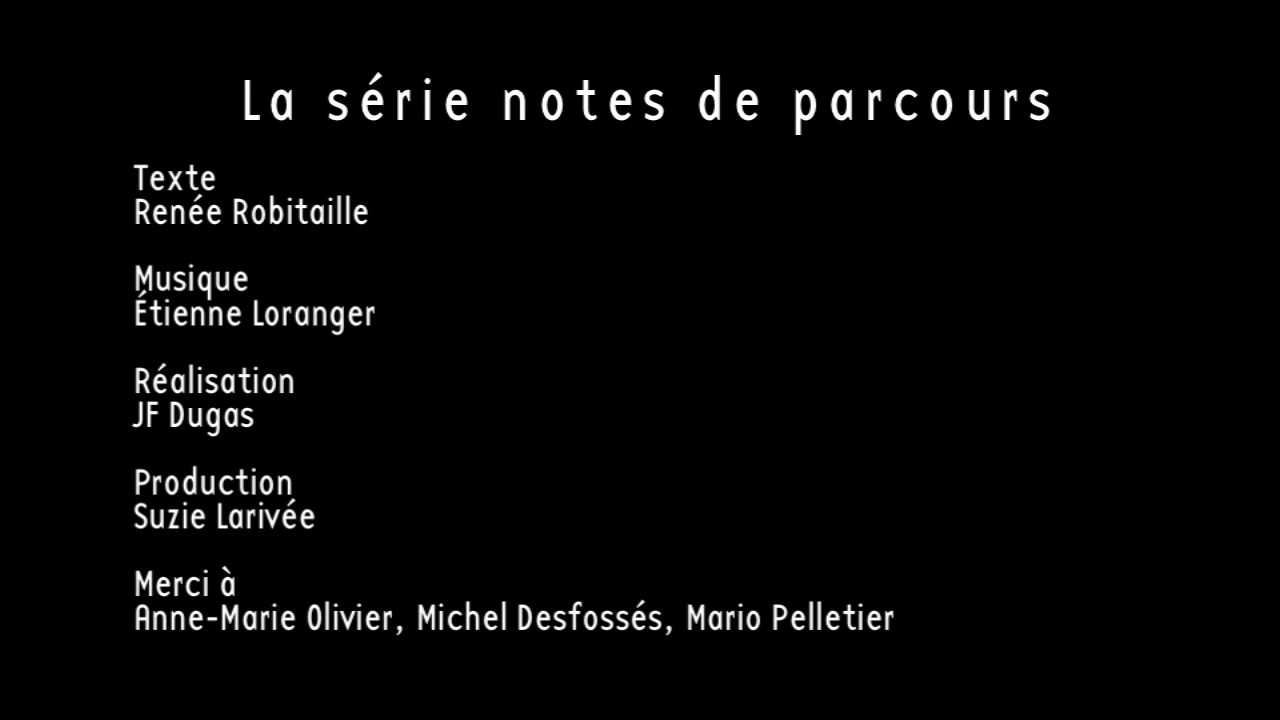 La série notes de parcours
Texte
Renée Robitaille
Musique
Étienne Loranger
Réalisation
JF Dugas
Production
Suzie Larivée
Merci à
Anne-Marie Olivier, Michel Desfossés, Mario Pelletier